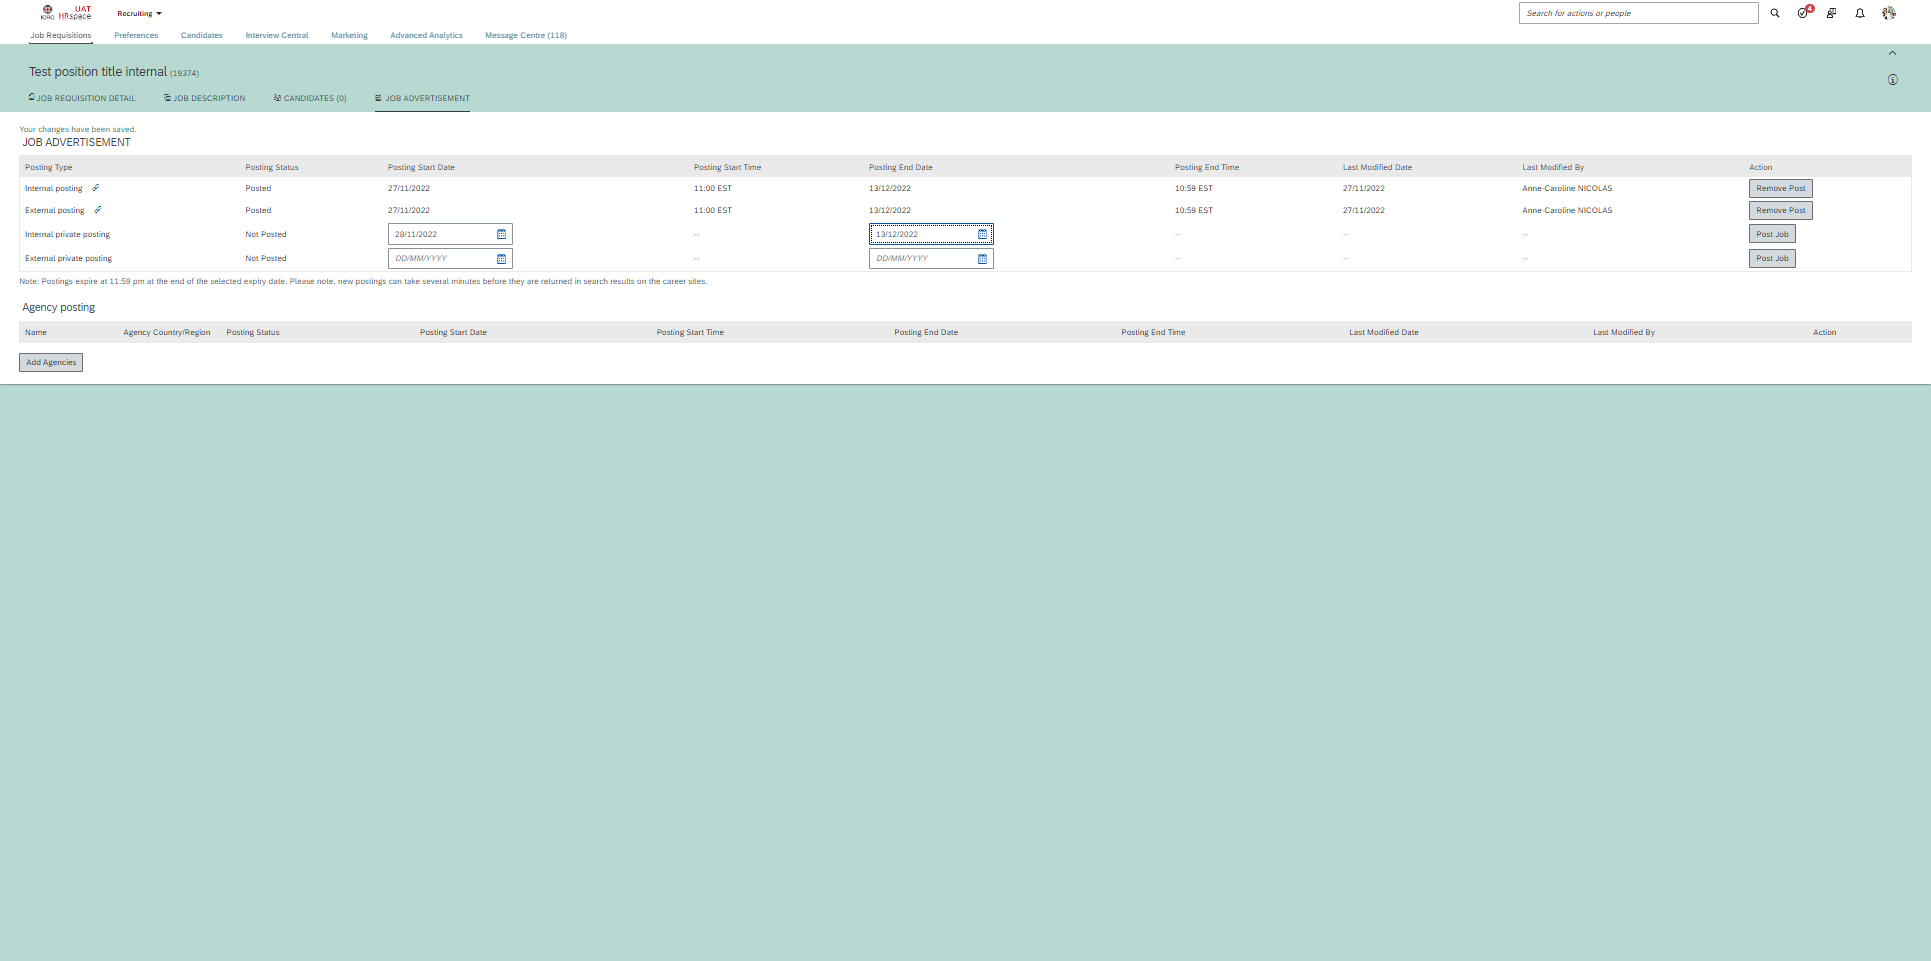 UAT
ICRC HRspace
Recruiting
Search for actions or people
4
Job Requisitions Preferences Candidates Interview Central Marketing Advanced Analytics Message Centre (118)
Test position title internal (19374)
JOB REQUISITION DETAIL JOB DESCRIPTION CANDIDATES (0) JOB ADVERTISEMENT
Your changes have been saved.
JOB ADVERTISEMENT
Posting Type Posting Status Posting Start Date Posting Start Time Posting End Date Posting End Time Last Modified Date Last Modified By Action
Internal posting Posted 27/11/2022 11:00 EST 13/12/2022 10:59 EST 27/11/2022 Anne-Caroline NICOLAS Remove Post
External posting Posted 27/11/2022 11:00 EST 13/12/2022 10:59 EST 27/11/2022 Anne-Caroline NICOLAS Remove Post
Internal private posting Not Posted 28/11/2022 -- 13/12/2022 -- -- -- Post Job
External private posting Not Posted DD/MM/YYYY -- DD/MM/YYYY -- -- -- Post Job
Note: Postings expire at 11:59 pm at the end of the selected expiry date. Please note, new postings can take several minutes before they are returned in search results on the career sites.
Agency posting
Name Agency Country/Region Posting Status Posting Start Date Posting Start Time Posting End Date Posting End Time Last Modified Date Last Modified By Action
Add Agencies